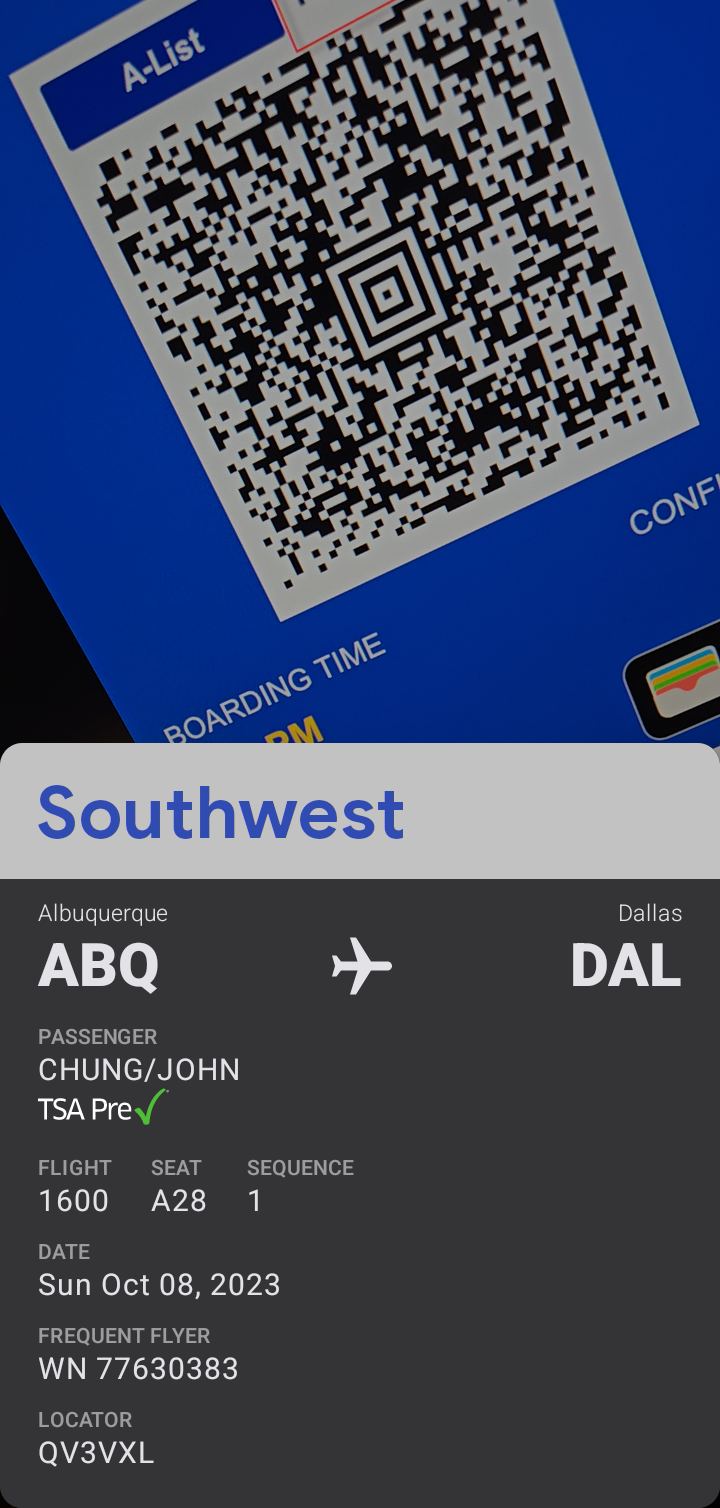 A-List
CONFI
BOARDING TIME
PM
Southwest
Albuquerque
Dallas
ABQ
DAL
PASSENGER
CHUNG/JOHN
TSA Pre✓
FLIGHT SEAT SEQUENCE
1600 A28 1
DATE
Sun Oct 08, 2023
FREQUENT FLYER
WN 77630383
LOCATOR
QV3VXL